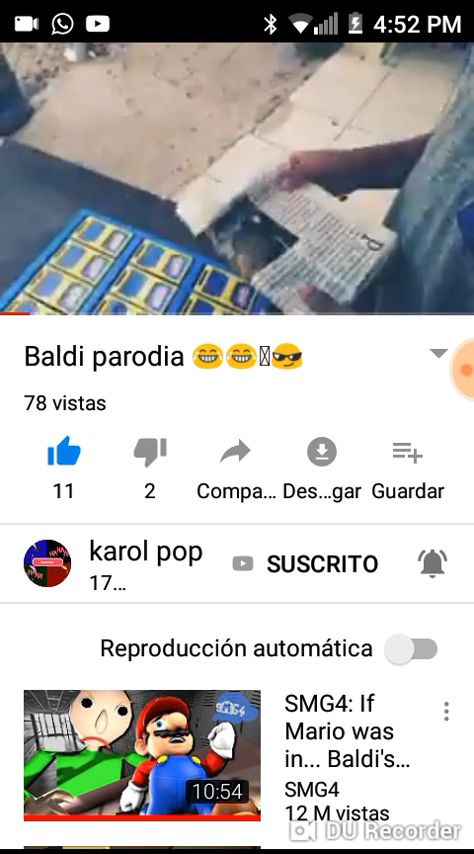 4:52 PM
Baldi parodia 😂😂😎
78 vistas
11
2
Compa...
Des...gar
Guardar
karol pop
17...
SUSCRITO
Reproducción automática
SMG4
10:54
SMG4: If
Mario was
in... Baldi's...
SMG4
12 M vistas
DU Recorder